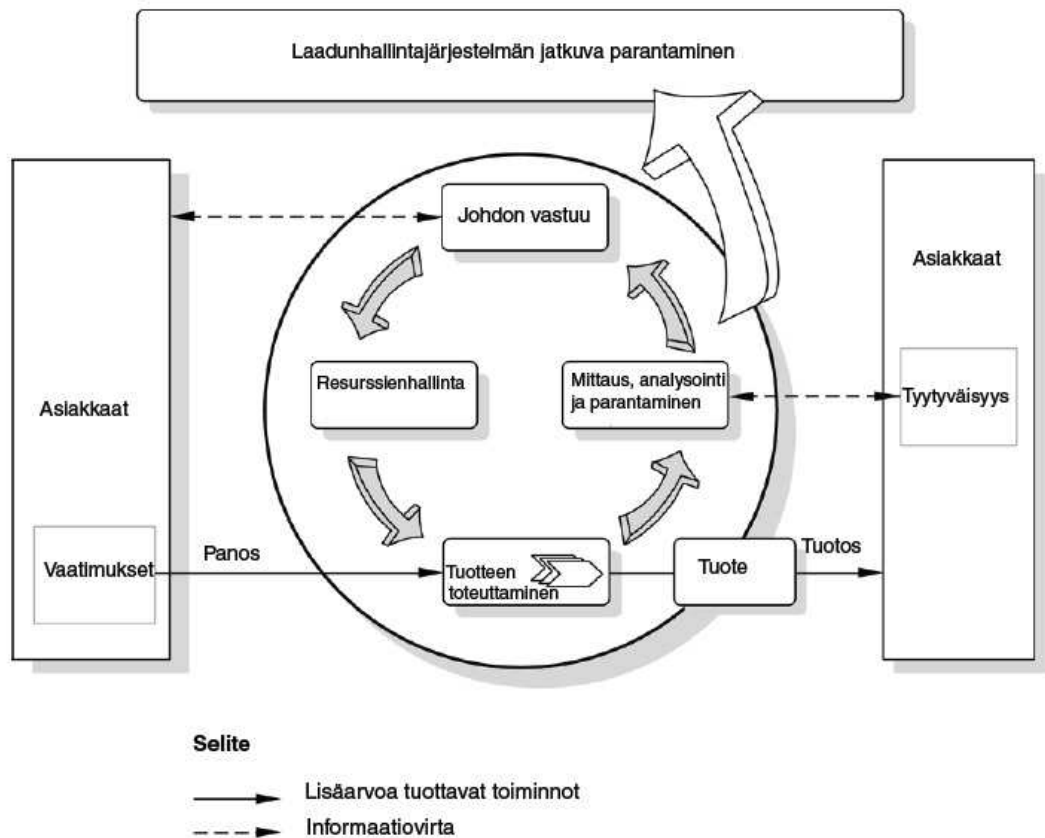 Laadunhallintajärjestelmän jatkuva parantaminen
Johdon vastuu
Asiakkaat
Resurssienhallinta
Mittaus, analysointi
ja parantaminen
Tyytyväisyys
Asiakkaat
Vaatimukset
Panos
Tuotteen
toteuttaminen
Tuote
Tuotos
Selite
Lisäarvoa tuottavat toiminnot
Informaatiovirta